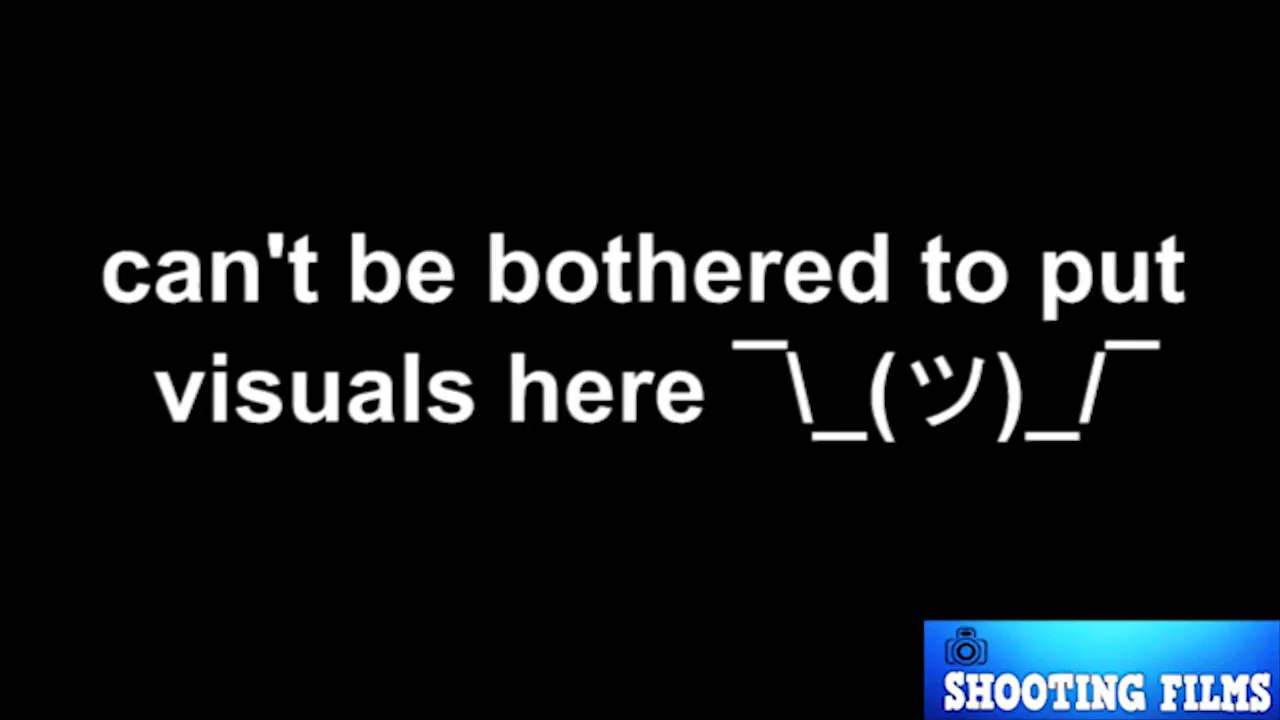 can't be bothered to put
visuals here ¯\_(ツ)_/¯
SHOOTING FILMS